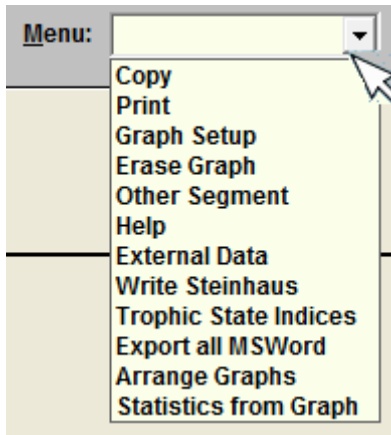 Menu:
Copy
Print
Graph Setup
Erase Graph
Other Segment
Help
External Data
Write Steinhaus
Trophic State Indices
Export all MSWord
Arrange Graphs
Statistics from Graph